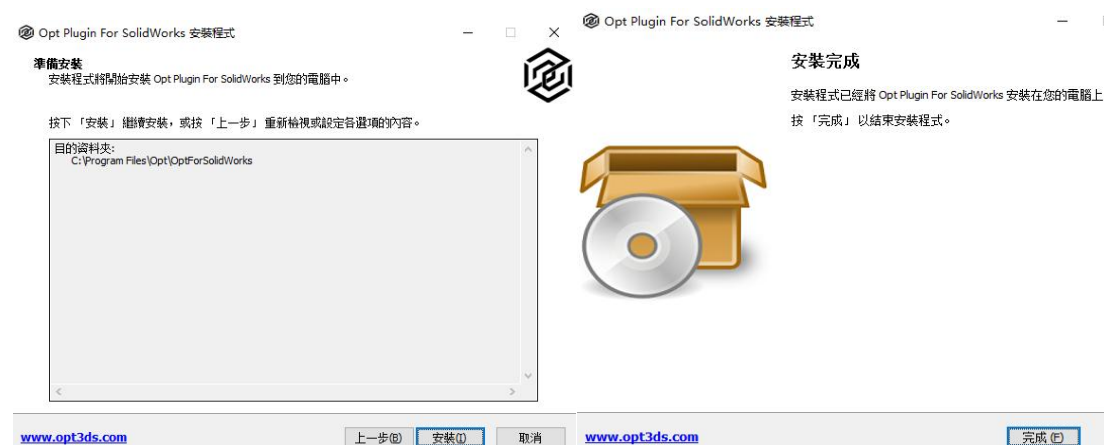 Opt Plugin For SolidWorks 安裝程式
準備安裝
安裝程式將開始安裝 Opt Plugin For SolidWorks 到您的電腦中。
按下「安裝」繼續安裝，或按「上一步」重新檢視或設定各選項的內容。
目的資料夾:
C:\Program Files\Opt\OptForSolidWorks
www.opt3ds.com
上一步(B)
安裝(I)
取消
Opt Plugin For SolidWorks 安裝程式
安裝完成
安裝程式已經將 Opt Plugin For SolidWorks 安裝在您的電腦上
按「完成」以結束安裝程式。
www.opt3ds.com
完成(F)